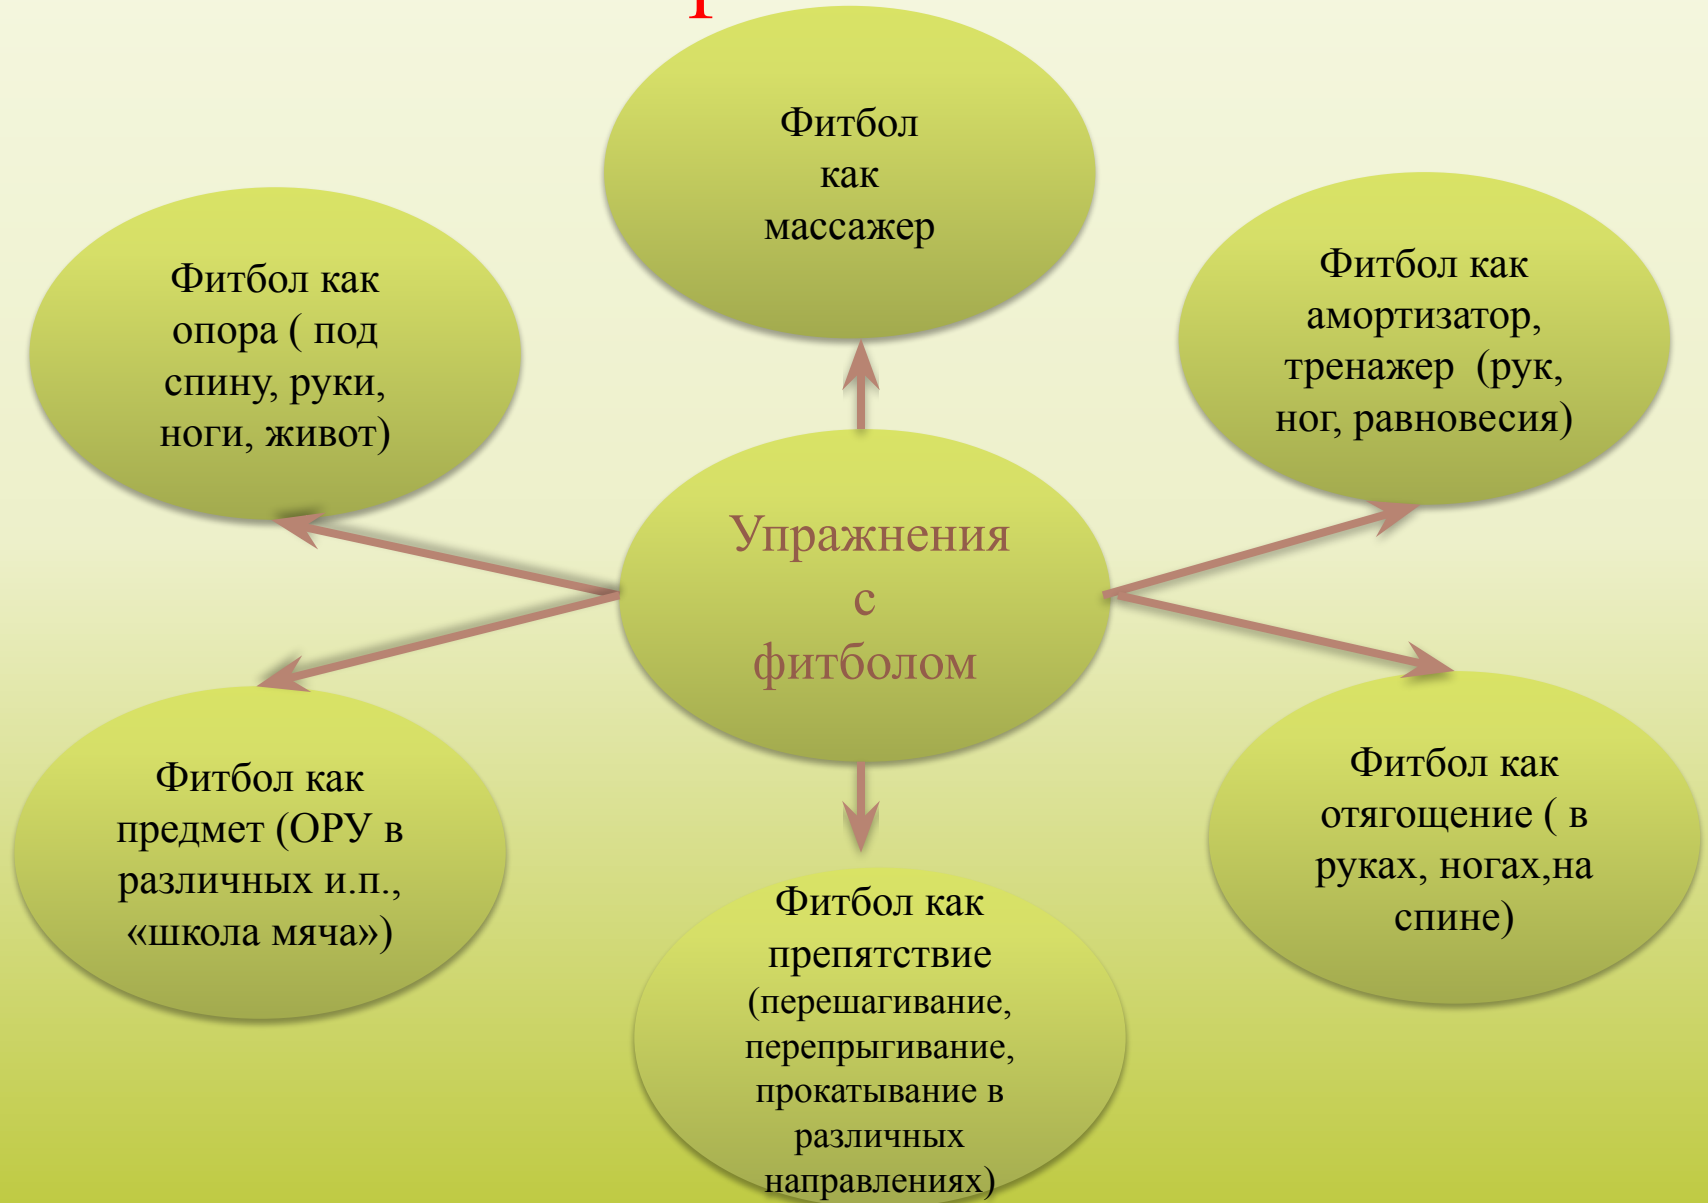 Фитбол
как
массажер
Фитбол как
опора ( под
спину, руки,
ноги, живот)
Фитбол как
амортизатор,
тренажер (рук,
ног, равновесия)
Упражнения
с
фитболом
Фитбол как
предмет (ОРУ в
различных и.п.,
«школа мяча»)
Фитбол как
отягощение ( в
руках, ногах,на
спине)
Фитбол как
препятствие
(перешагивание,
перепрыгивание,
прокатывание в
различных
направлениях)